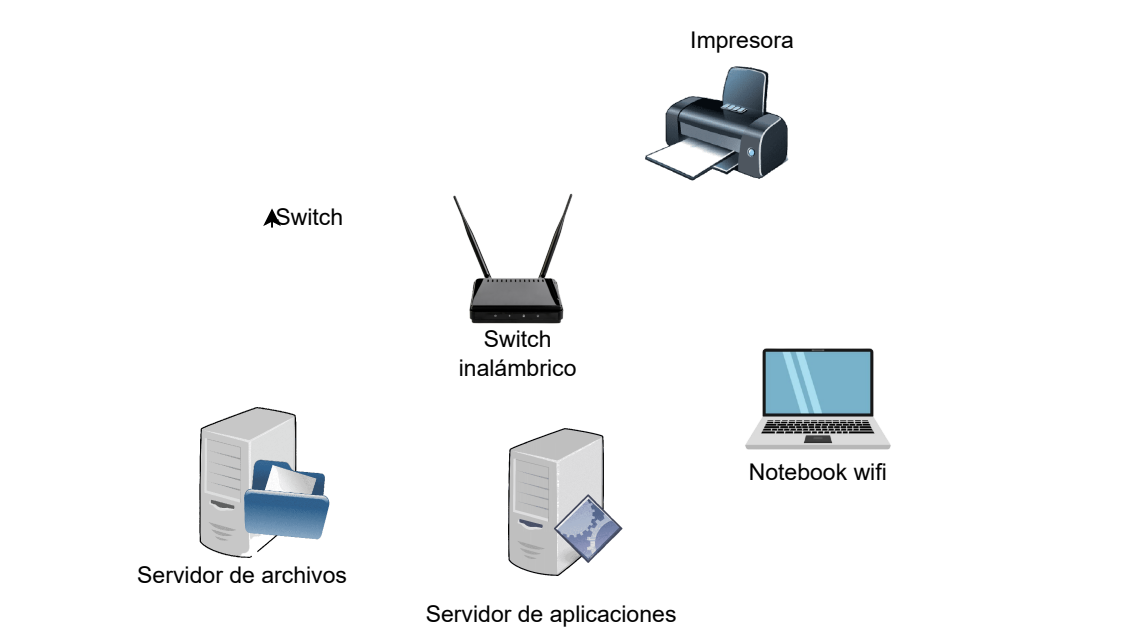 Impresora
Switch
Switch
inalámbrico
Notebook wifi
Servidor de archivos
Servidor de aplicaciones